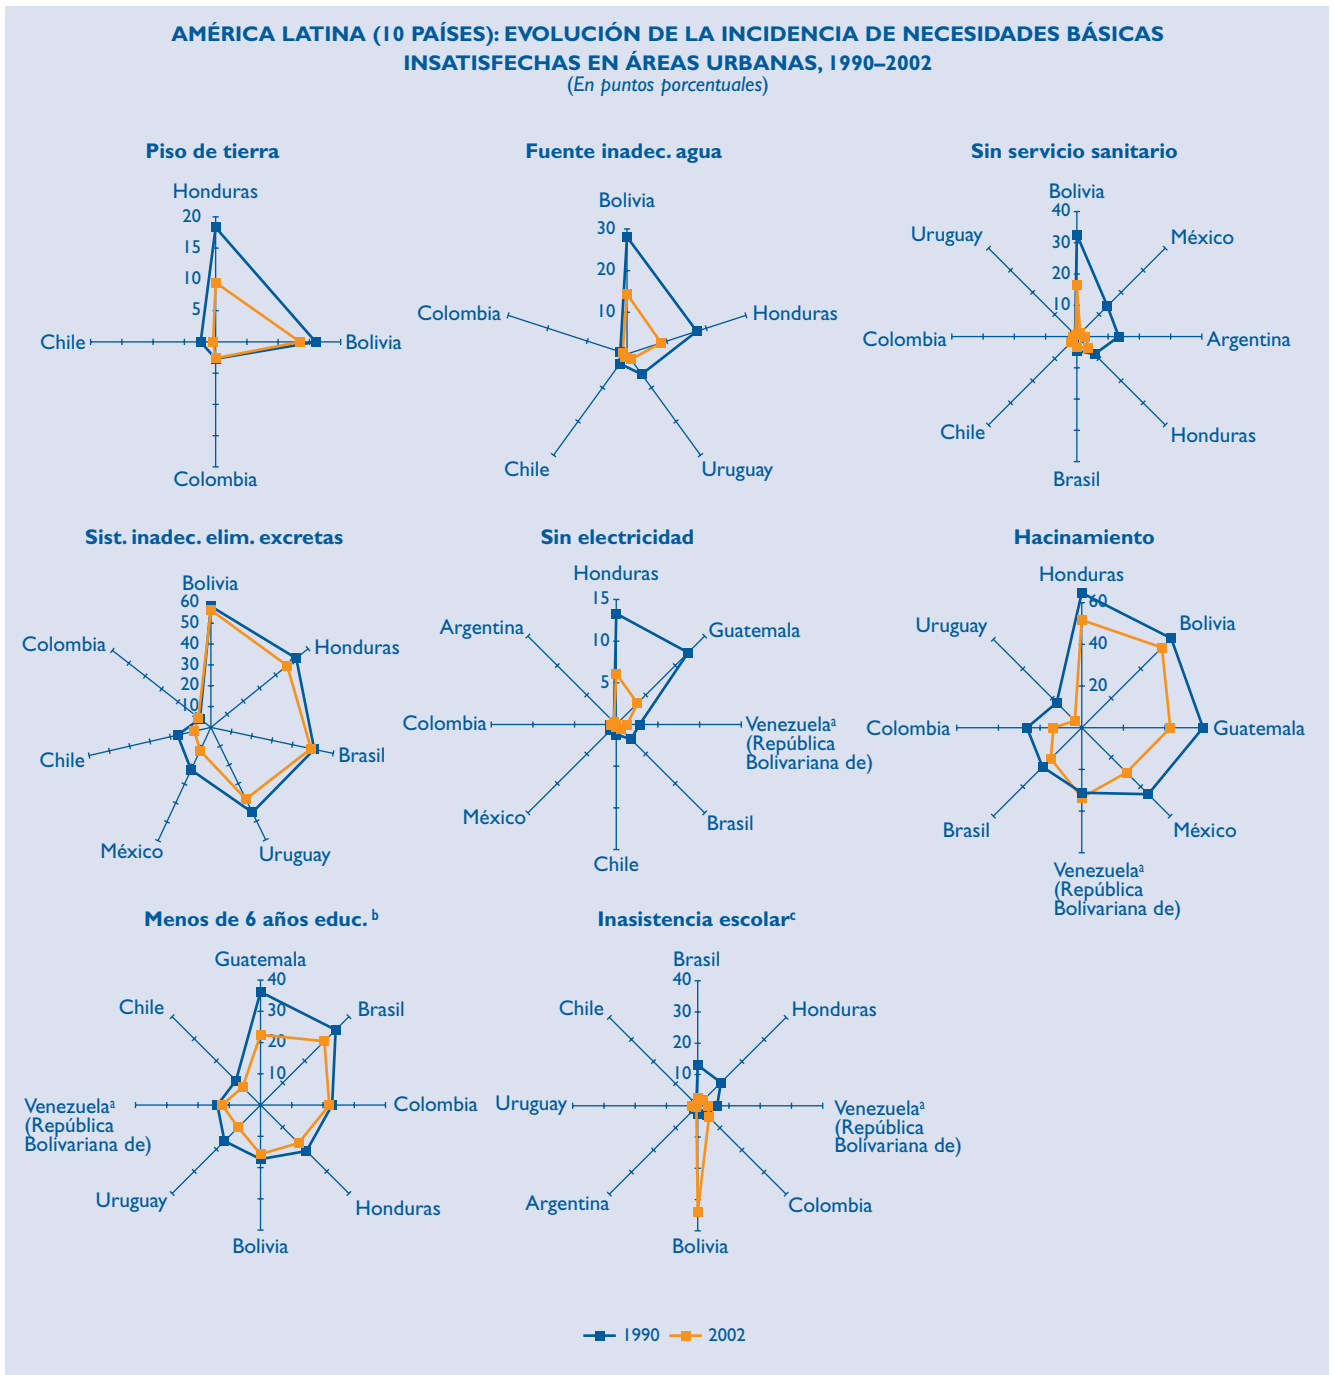 AMÉRICA LATINA (10 PAÍSES): EVOLUCIÓN DE LA INCIDENCIA DE NECESIDADES BÁSICAS
INSATISFECHAS EN ÁREAS URBANAS, 1990–2002
(En puntos porcentuales)
Piso de tierra
Honduras
20
15
10
5
Chile
Bolivia
Colombia
Fuente inadec. agua
Bolivia
30
20
10
Colombia
Honduras
Chile
Uruguay
Sin servicio sanitario
Bolivia
40
30
20
10
Uruguay
México
Colombia
Argentina
Chile
Honduras
Brasil
Sist. inadec. elim. excretas
Bolivia
60
50
40
30
20
10
Colombia
Honduras
Chile
Brasil
México
Uruguay
Sin electricidad
Honduras
15
10
5
Argentina
Guatemala
Colombia
Venezuelaª
(República
Bolivariana de)
México
Brasil
Chile
Hacinamiento
Honduras
60
40
20
Uruguay
Bolivia
Colombia
Guatemala
Brasil
México
Venezuelaª
(República
Bolivariana de)
Menos de 6 años educ. ᵇ
Guatemala
40
30
20
10
Chile
Brasil
Venezuelaª
(República
Bolivariana de)
Colombia
Uruguay
Honduras
Bolivia
Inasistencia escolarᶜ
Brasil
40
30
20
10
Chile
Honduras
Uruguay
Venezuelaª
(República
Bolivariana de)
Argentina
Colombia
Bolivia
1990 2002